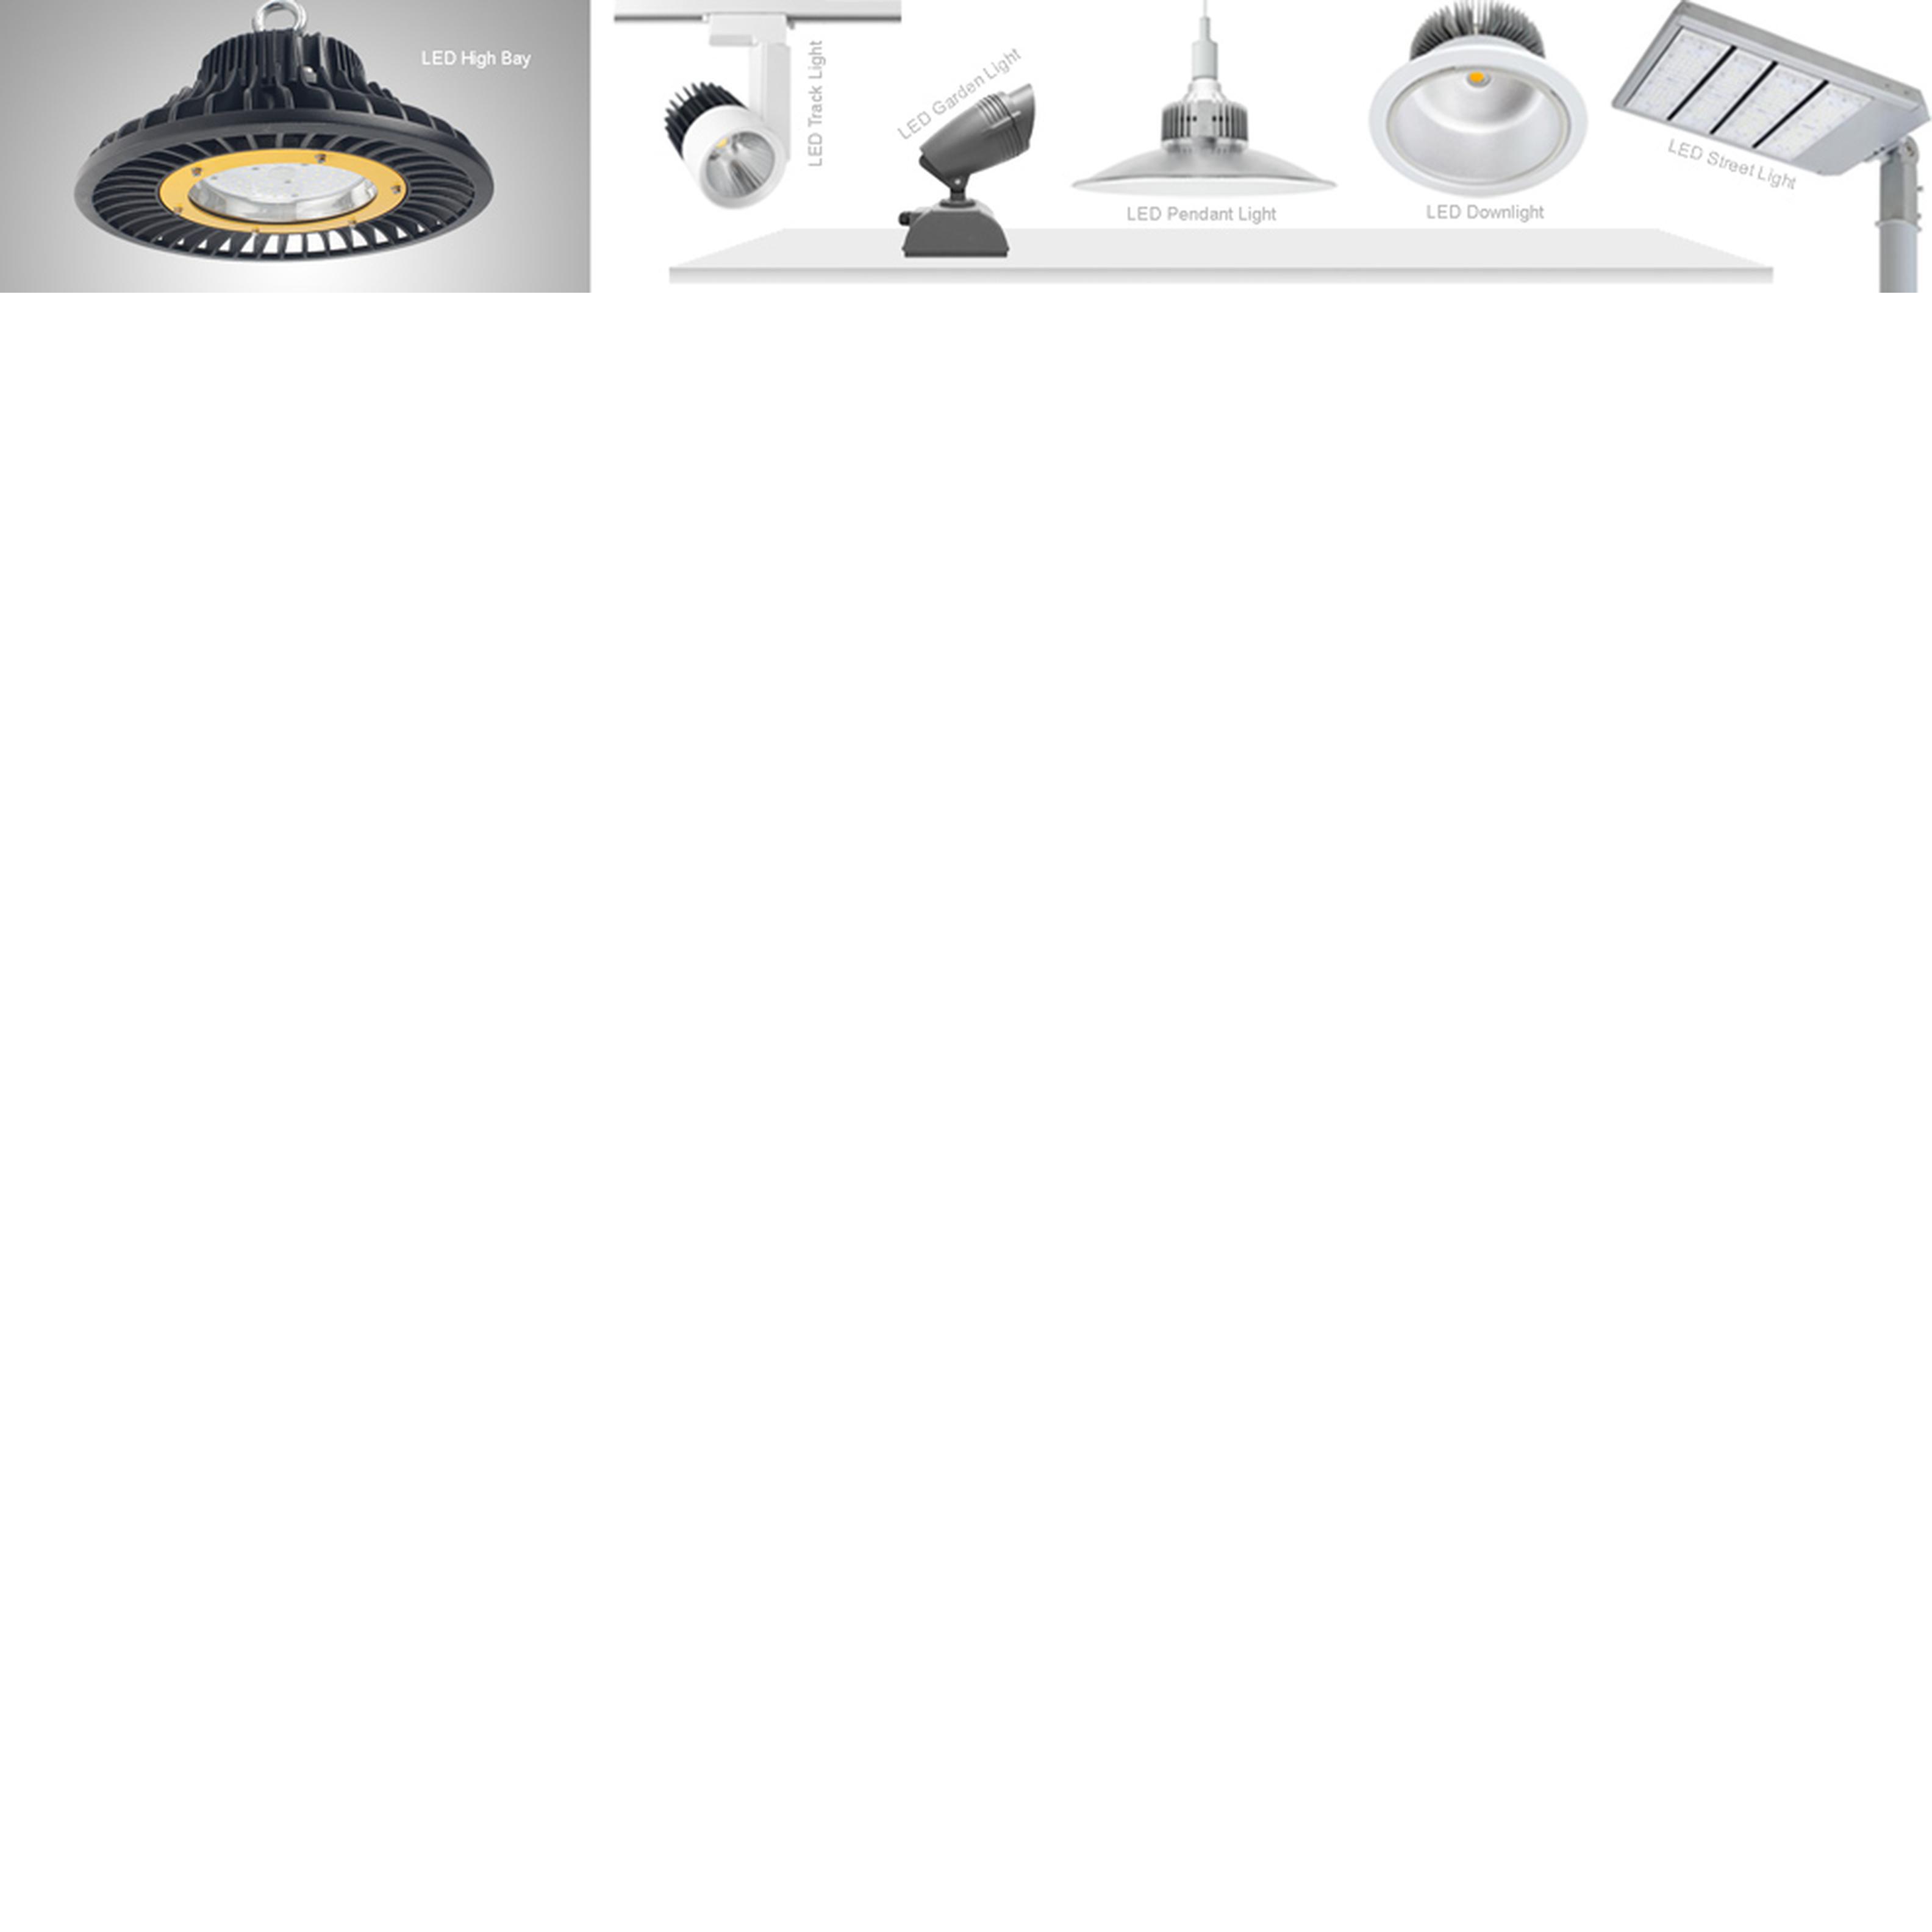 LED High Bay
LED Track Light
LED Garden Light
LED Pendant Light
LED Downlight
LED Street Light